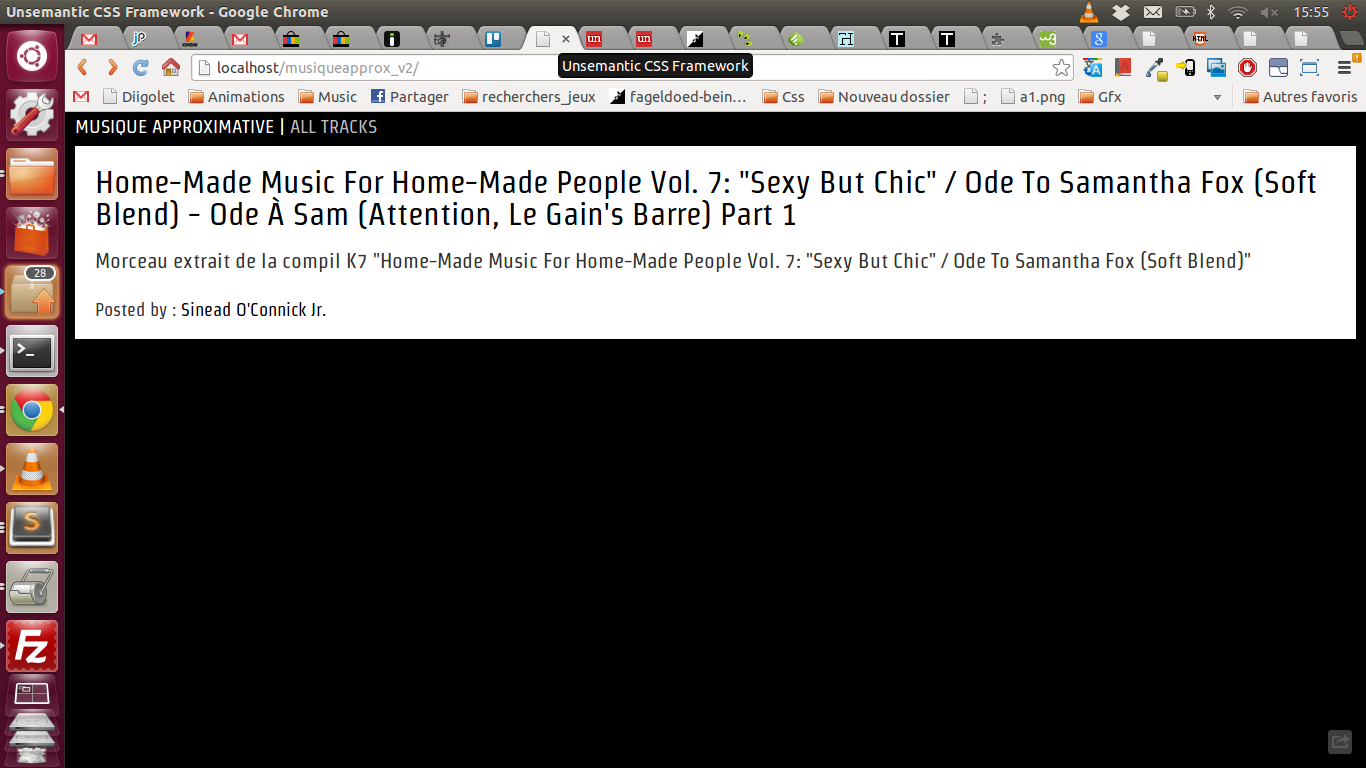 Unsemantic CSS Framework - Google Chrome
15:55
Unsemantic CSS Framework
localhost/musiqueapprox_v2/
Diigolet
Animations
Music
Partager
recherchers_jeux
fageldoed-bein...
Css
Nouveau dossier
;
a1.png
Gfx
Autres favoris
MUSIQUE APPROXIMATIVE | ALL TRACKS
Home-Made Music For Home-Made People Vol. 7: "Sexy But Chic" / Ode To Samantha Fox (Soft
Blend) - Ode À Sam (Attention, Le Gain's Barre) Part 1
Morceau extrait de la compil K7 "Home-Made Music For Home-Made People Vol. 7: "Sexy But Chic" / Ode To Samantha Fox (Soft Blend)"
Posted by : Sinead O'Connick Jr.
28